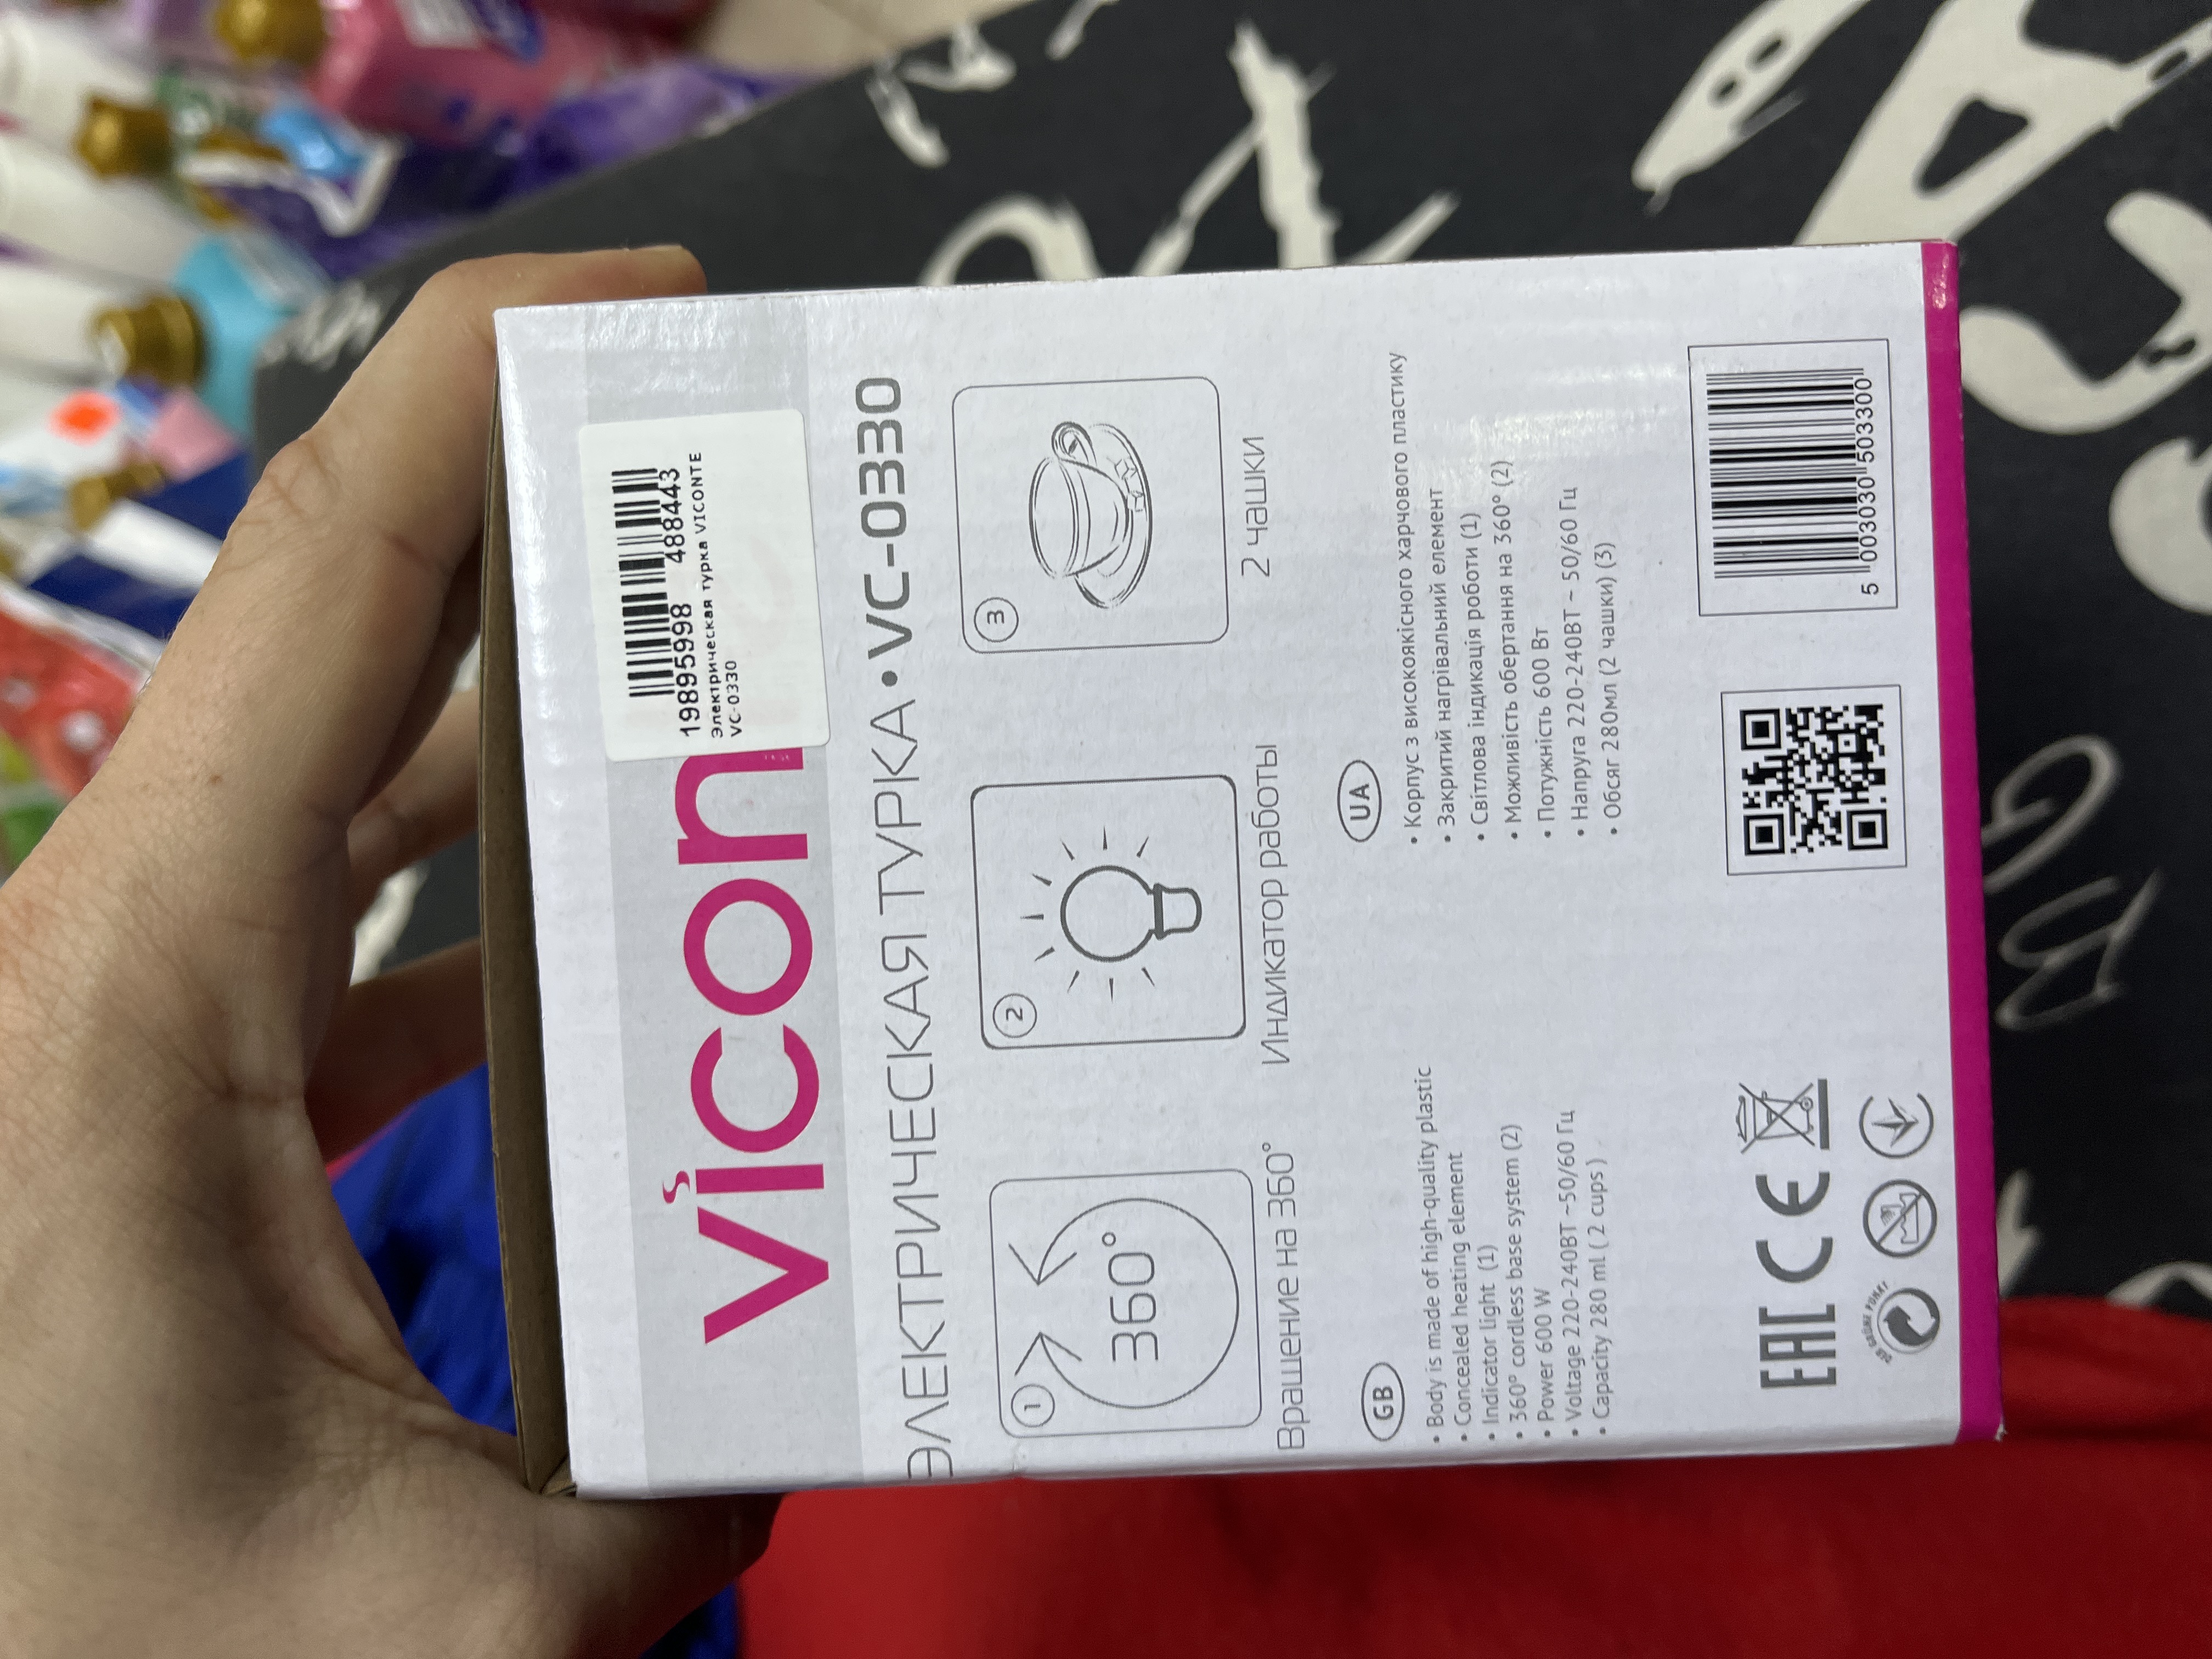 vicon
19895998 488443
Электрическая турка VICONTE
VC-0330
ЭЛЕКТРИЧЕСКАЯ ТУРКА • VC-0330
1
360°
Вращение на 360°
2
Индикатор работы
3
2 чашки
GB
• Body is made of high-quality plastic
• Concealed heating element
• Indicator light (1)
• 360° cordless base system (2)
• Power 600 W
• Voltage 220-240ВТ ~50/60 Гц
• Capacity 280 ml ( 2 cups )
UA
• Корпус з високоякісного харчового пластику
• Закритий нагрівальний елемент
• Світлова індикація роботи (1)
• Можливість обертання на 360° (2)
• Потужність 600 Вт
• Напруга 220-240ВТ ~ 50/60 Гц
• Обсяг 280мл (2 чашки) (3)
EAC CE
DER GRÜNE PUNKT
5 003030 503300